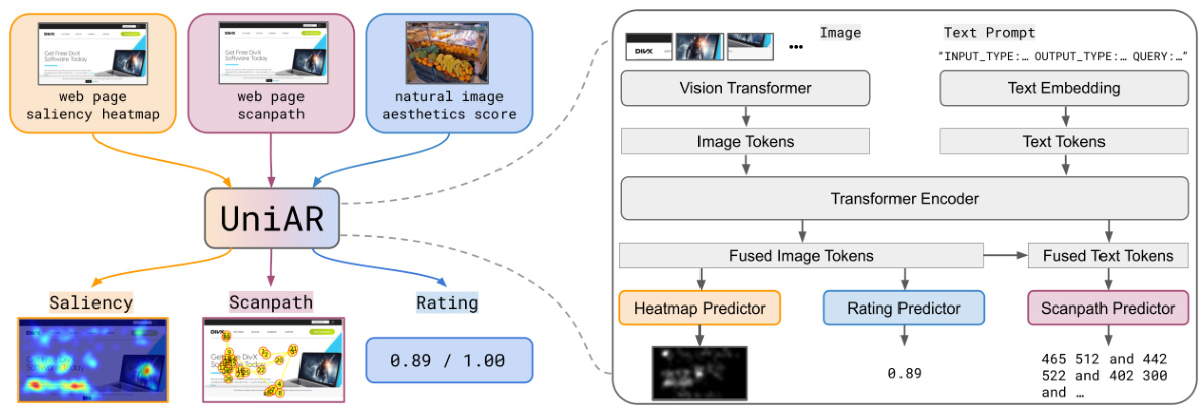 DIVX
Get Free DivX
Software Today
web page
saliency heatmap
DIVX
Get Free DivX
Software Today
web page
scanpath
natural image
aesthetics score
UniAR
Saliency
Scanpath
Rating
0.89 / 1.00
DIVX
Image
Text Prompt
"INPUT_TYPE:… OUTPUT_TYPE:… QUERY:…"
Vision Transformer
Text Embedding
Image Tokens
Text Tokens
Transformer Encoder
Fused Image Tokens
Fused Text Tokens
Heatmap Predictor
Rating Predictor
Scanpath Predictor
0.89
465 512 and 442
522 and 402 300
and …